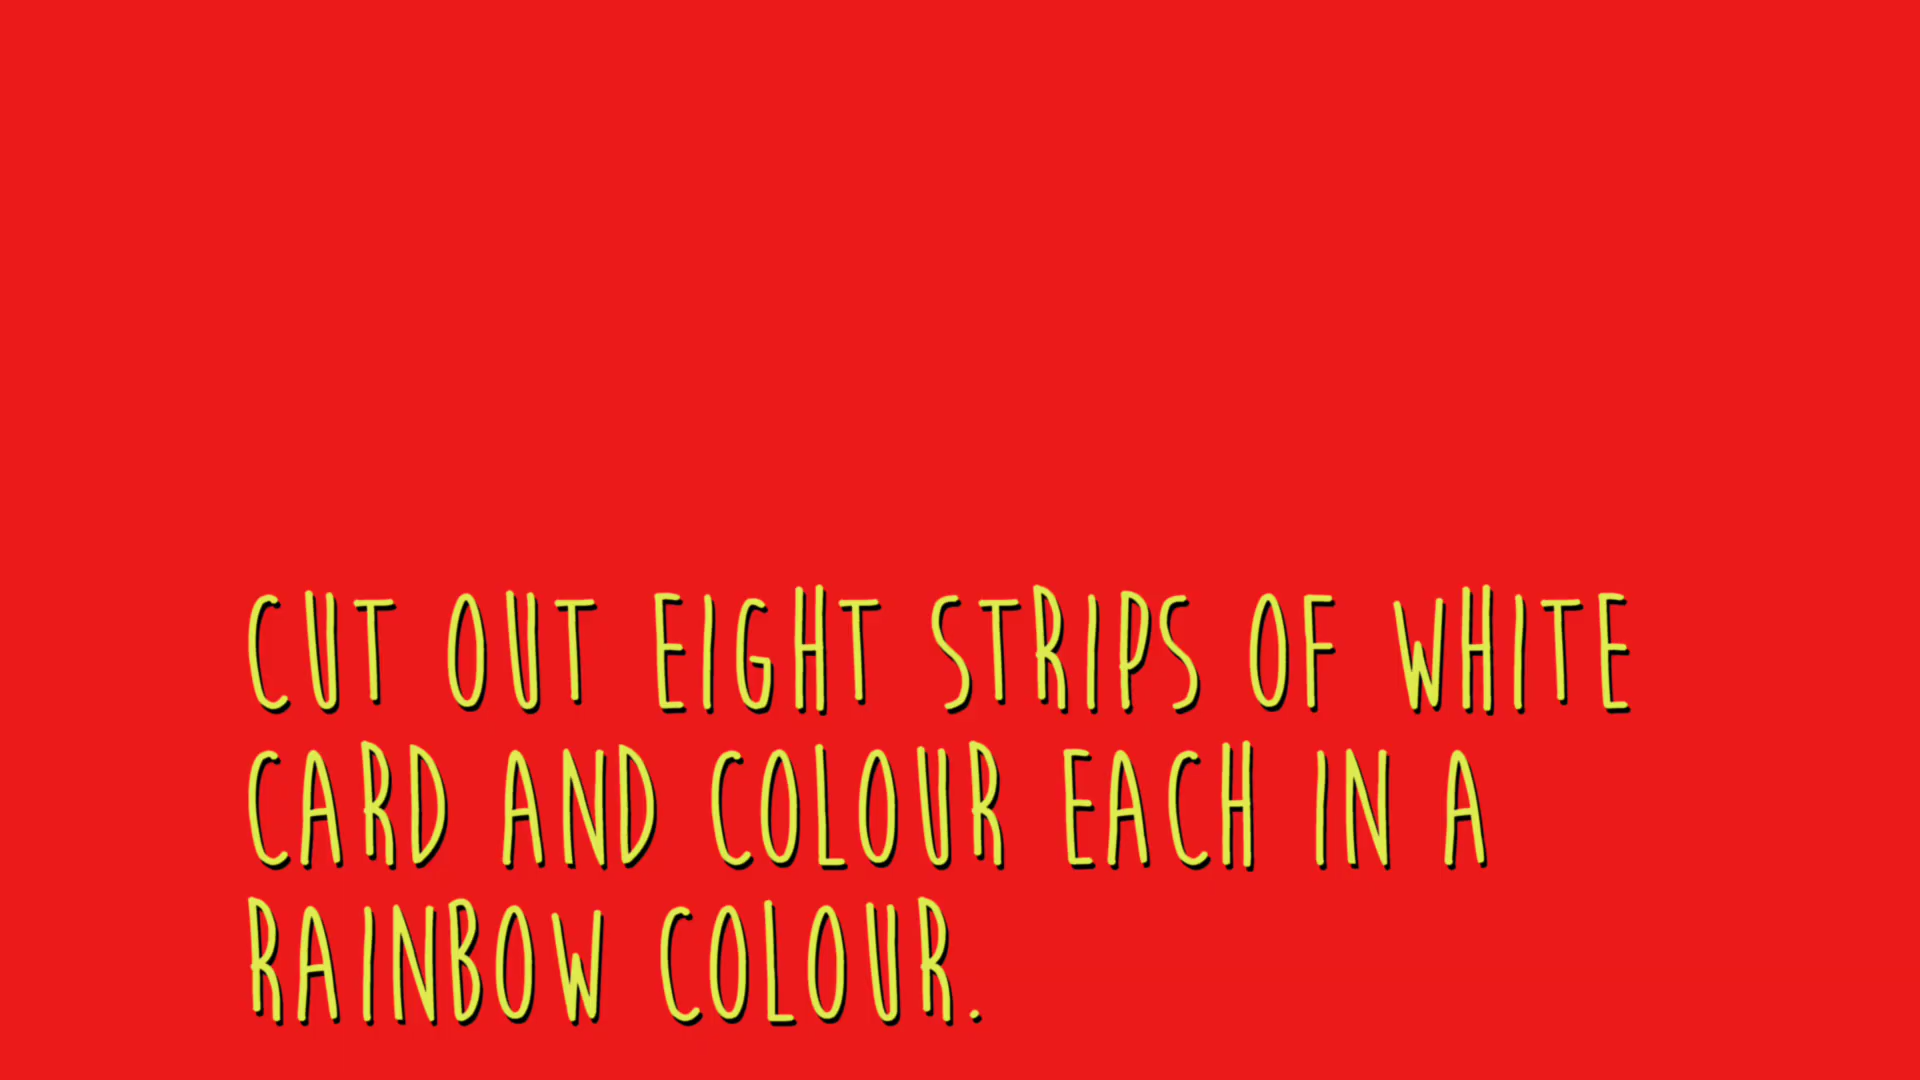 CUT OUT EIGHT STRIPS OF WHITE
CARD AND COLOUR EACH IN A
RAINBOW COLOUR.